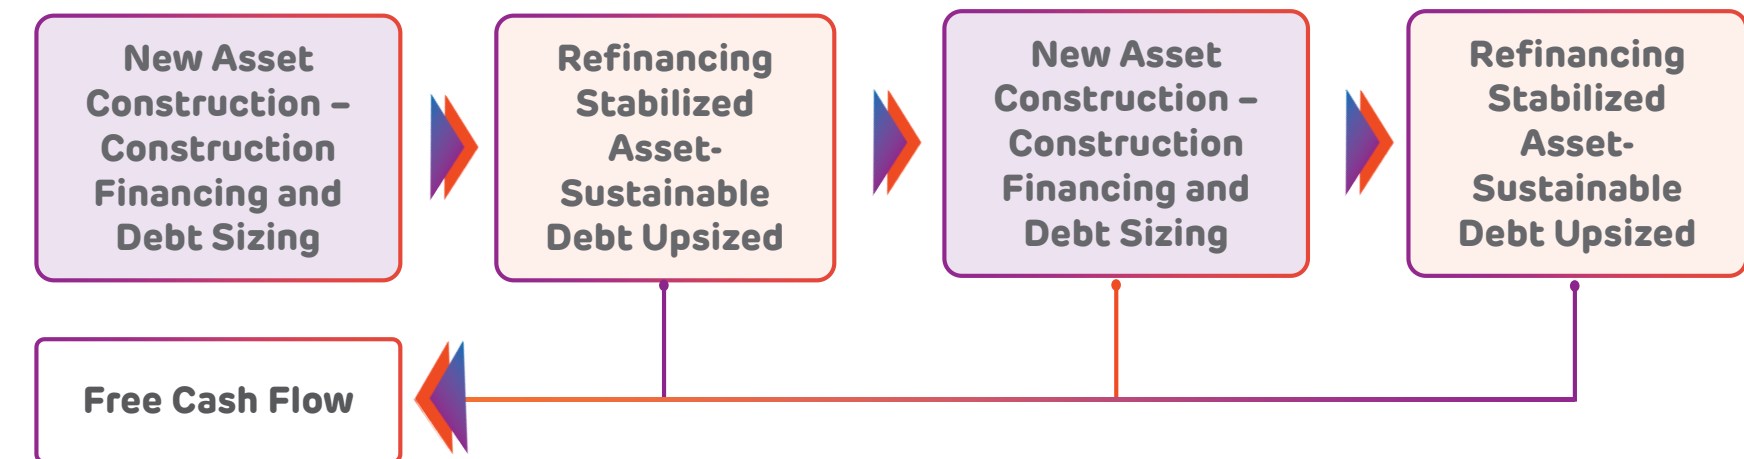 New Asset
Construction –
Construction
Financing and
Debt Sizing
Refinancing
Stabilized
Asset-
Sustainable
Debt Upsized
New Asset
Construction –
Construction
Financing and
Debt Sizing
Refinancing
Stabilized
Asset-
Sustainable
Debt Upsized
Free Cash Flow